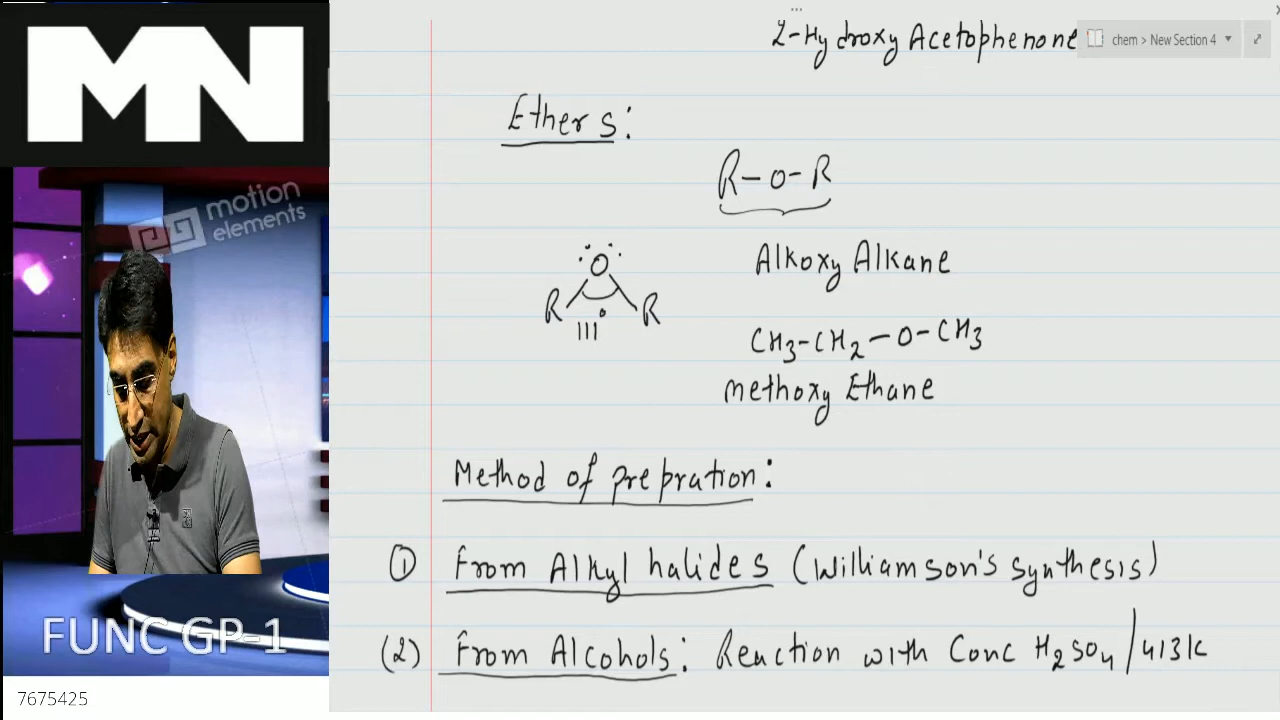 MN
motion
elements
FUNC GP-1
7675425
chem > New Section 4
2-Hydroxy Acetophenone
Ethers:
R-O-R
Alkoxy Alkane
O
R R
111°
CH3-CH2-O-CH3
methoxy Ethane
Method of prepration:
① From Alkyl halides (Williamson's synthesis)
(2) From Alcohols: Reaction with Conc H2SO4/413K